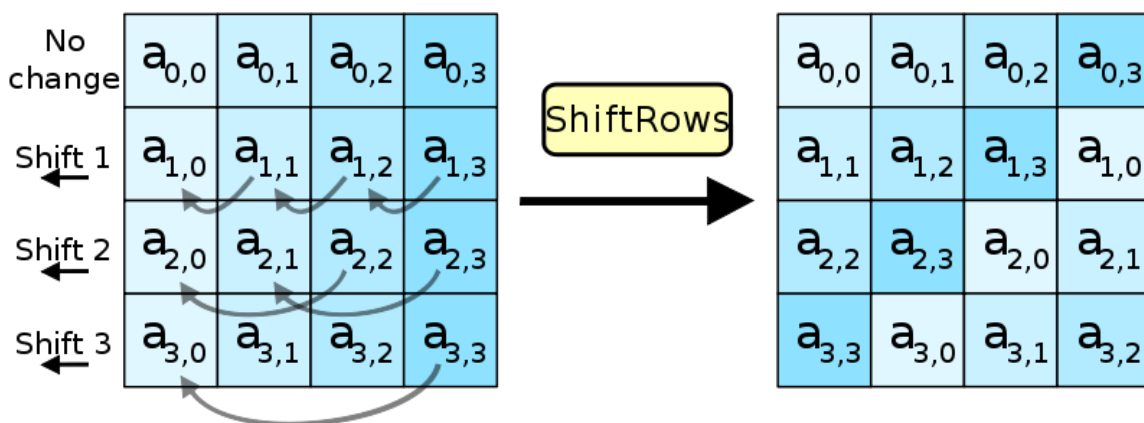 No
change
a0,0 a0,1 a0,2 a0,3
a0,0 a0,1 a0,2 a0,3
ShiftRows
Shift 1
a1,0 a1,1 a1,2 a1,3
a1,1 a1,2 a1,3 a1,0
Shift 2
a2,0 a2,1 a2,2 a2,3
a2,2 a2,3 a2,0 a2,1
Shift 3
a3,0 a3,1 a3,2 a3,3
a3,3 a3,0 a3,1 a3,2